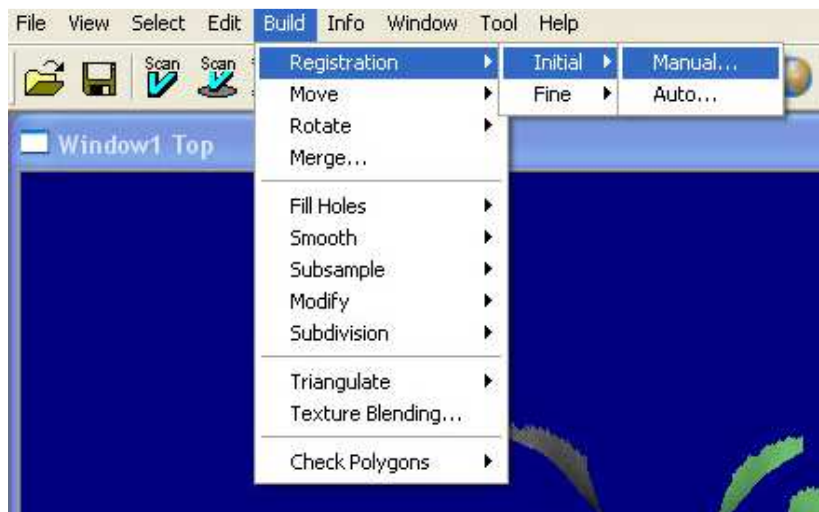 File View Select Edit Build Info Window Tool Help
Scan Scan
Registration Initial Manual...
Move Fine Auto...
Rotate
Window1 Top
Merge...
Fill Holes
Smooth
Subsample
Modify
Subdivision
Triangulate
Texture Blending...
Check Polygons